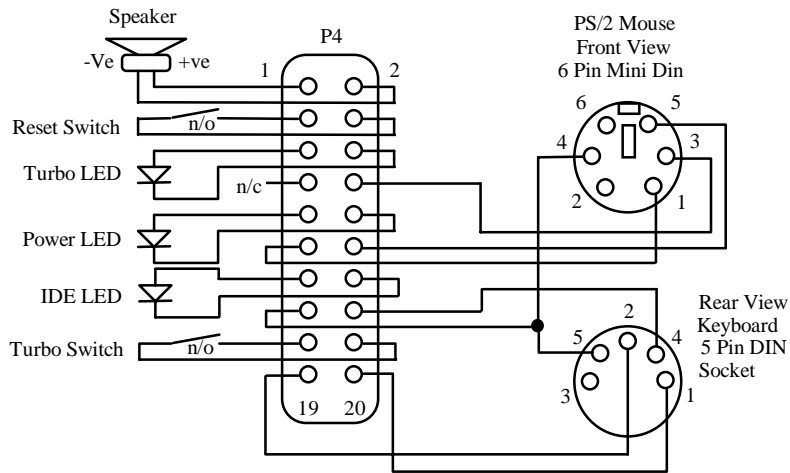 Speaker
-Ve +ve
P4
1 2
PS/2 Mouse
Front View
6 Pin Mini Din
Reset Switch
n/o
Turbo LED
n/c
Power LED
IDE LED
Turbo Switch
n/o
19 20
6 5
4 3
2 1
Rear View
Keyboard
5 Pin DIN
Socket
2
5 4
3 1